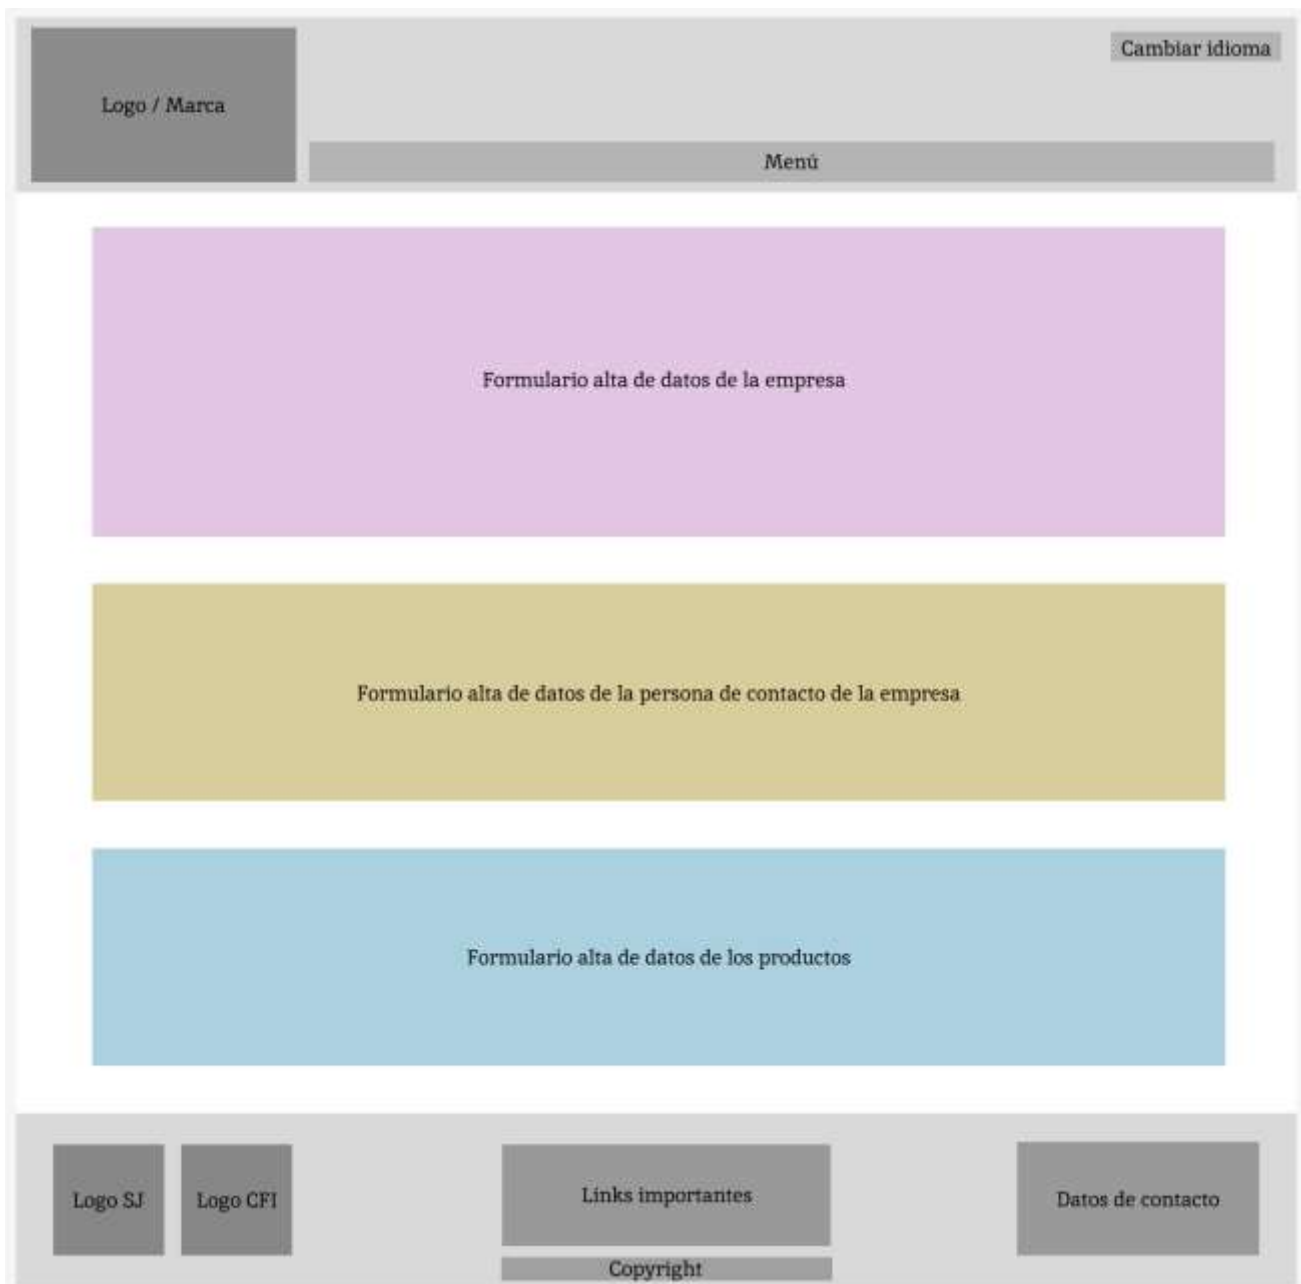 Cambiar idioma
Logo / Marca
Menú
Formulario alta de datos de la empresa
Formulario alta de datos de la persona de contacto de la empresa
Formulario alta de datos de los productos
Logo SJ
Logo CFI
Links importantes
Datos de contacto
Copyright